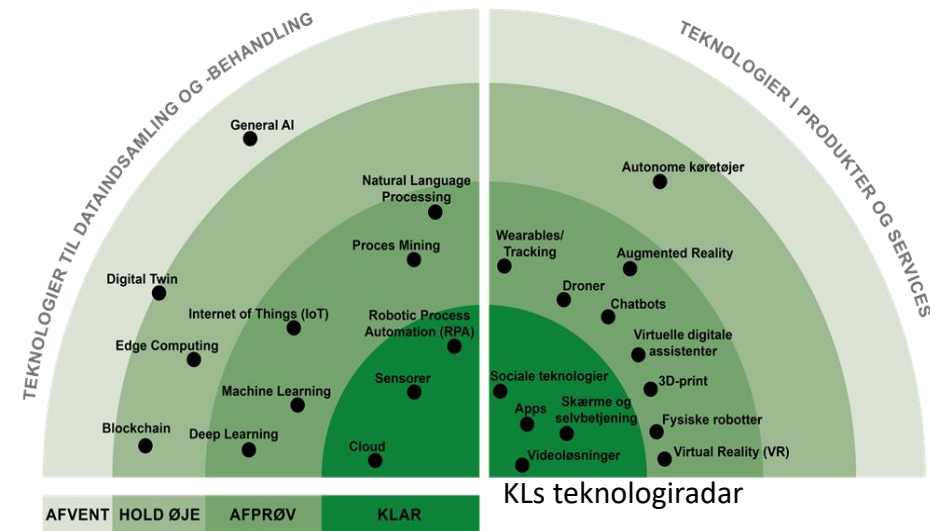 TEKNOLOGIER TIL DATAINDSAMLING OG -BEHANDLING
General AI
Natural Language
Processing
Proces Mining
Digital Twin
Internet of Things (IoT)
Robotic Process
Automation (RPA)
Edge Computing
Sensorer
Machine Learning
Blockchain
Deep Learning
Cloud
TEKNOLOGIER I PRODUKTER OG SERVICES
Autonome køretøjer
Wearables/
Tracking
Augmented Reality
Droner
Chatbots
Virtuelle digitale
assistenter
Sociale teknologier
3D-print
Apps
Skærme og
selvbetjening
Fysiske robotter
Videoløsninger
Virtual Reality (VR)
KLs teknologiradar
AFVENT HOLD ØJE AFPRØV KLAR